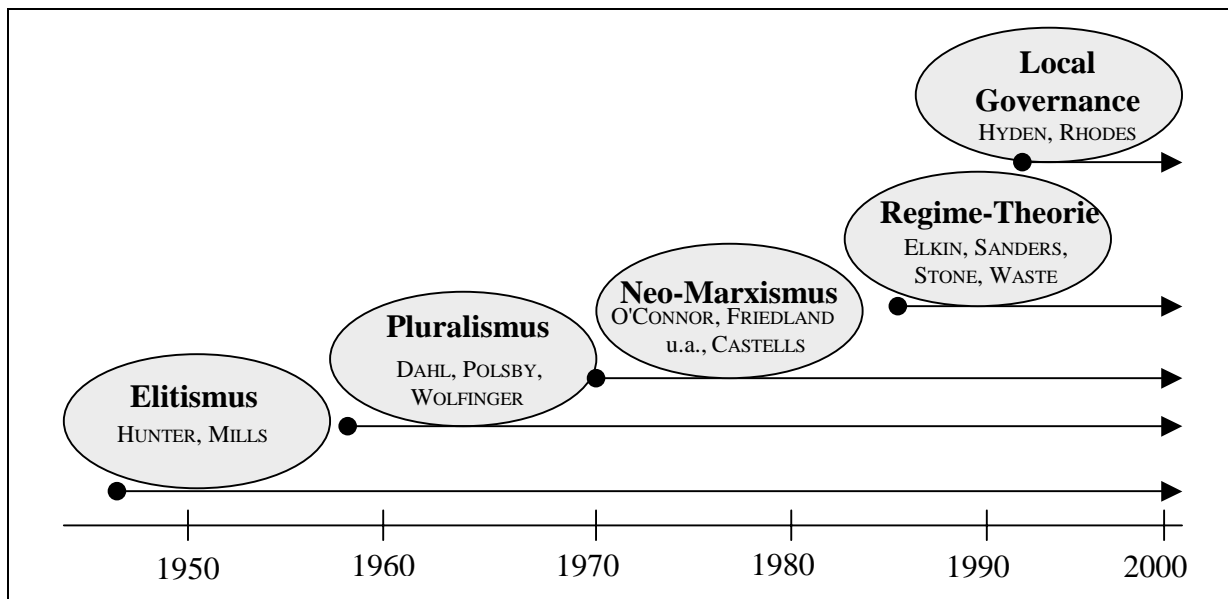 Local
Governance
HYDEN, RHODES
Regime-Theorie
ELKIN, SANDERS,
STONE, WASTE
Neo-Marxismus
O'CONNOR, FRIEDLAND
u.a., CASTELLS
Pluralismus
DAHL, POLSBY,
WOLFINGER
Elitismus
HUNTER, MILLS
1950 1960 1970 1980 1990 2000